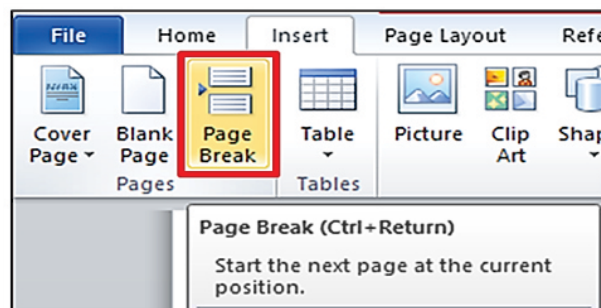 File Home Insert Page Layout
Cover Page Blank Page Page Break Table Picture Clip Art
Pages Tables
Page Break (Ctrl+Return)
Start the next page at the current
position.